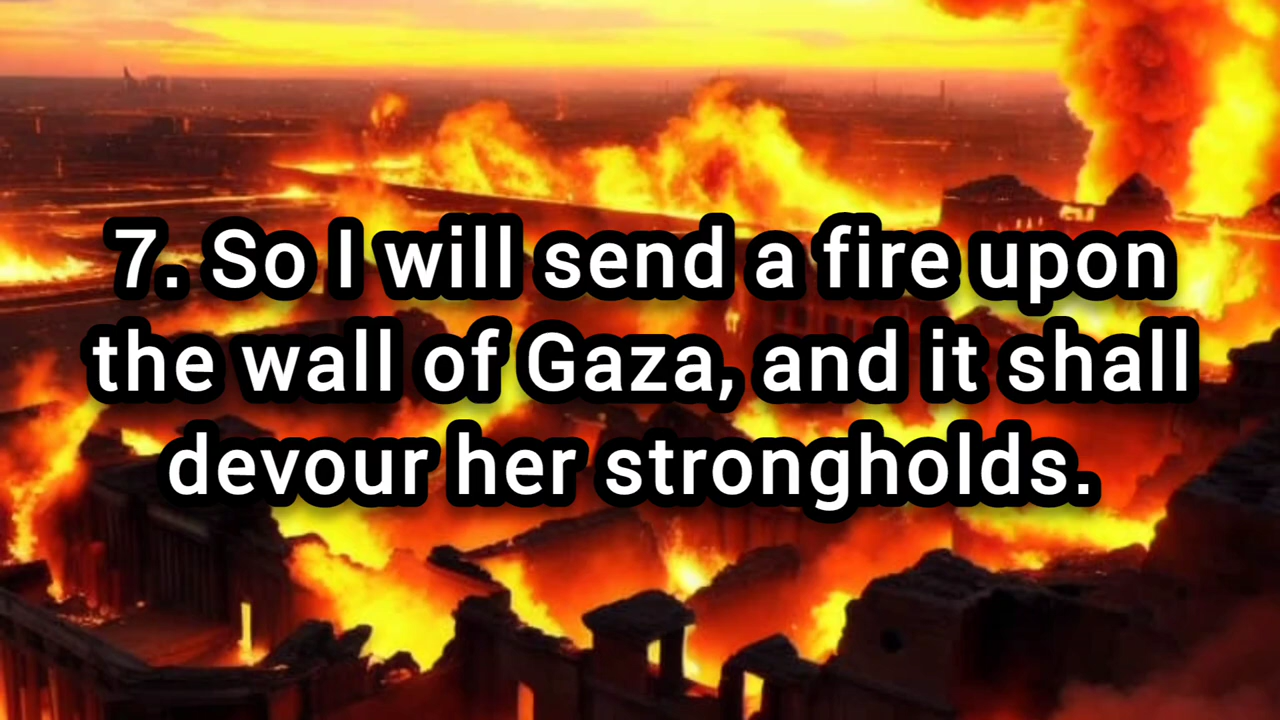 7. So I will send a fire upon
the wall of Gaza, and it shall
devour her strongholds.